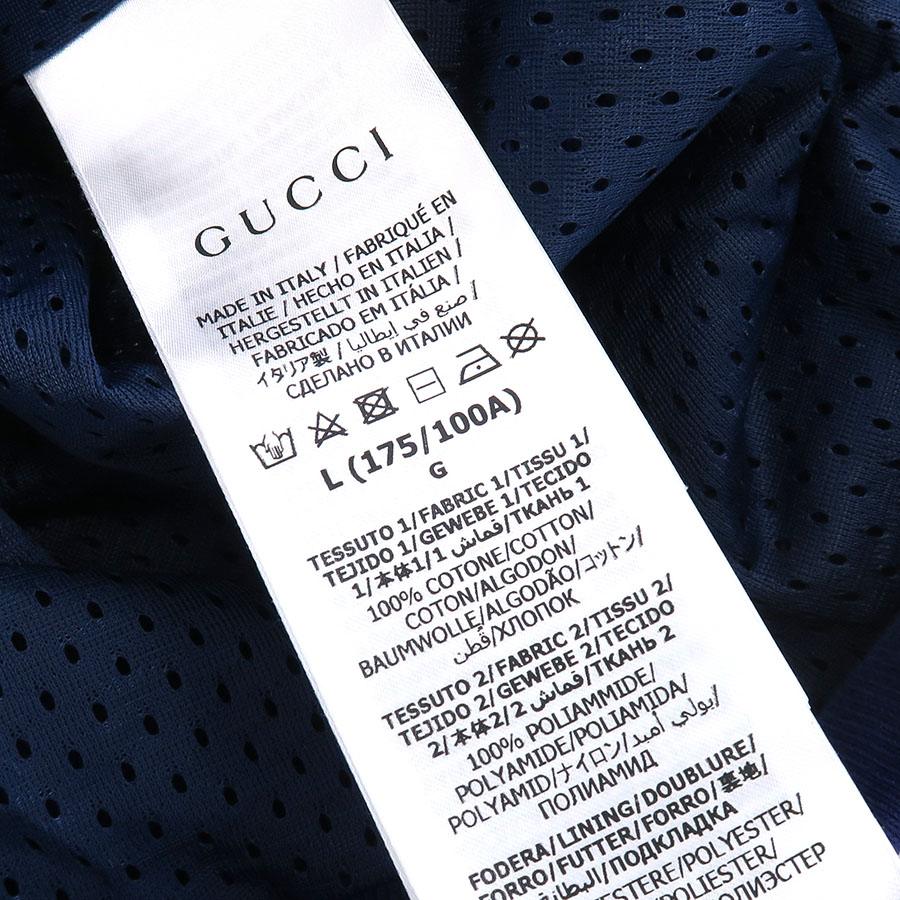 GUCCI
MADE IN ITALY / FABRIQUÉ EN
ITALIE / HECHO EN ITALIA /
HERGESTELLT IN ITALIEN /
FABRICADO EM ITÁLIA /
イタリア製 / صنع في إيطاليا /
СДЕЛАНО В ИТАЛИИ
L (175/100A)
G
TESSUTO 1/FABRIC 1/TISSU 1/
TEJIDO 1/GEWEBE 1/TECIDO
1/本体1/قماش 1/ТКАНЬ 1
100% COTONE/COTTON/
COTON/ALGODON/
BAUMWOLLE/ALGODÃO/コットン/
قطن/ХЛОПОК
TESSUTO 2/FABRIC 2/TISSU 2/
TEJIDO 2/GEWEBE 2/TECIDO
2/本体2/قماش 2/ТКАНЬ 2
100% POLIAMMIDE/
POLYAMIDE/POLIAMIDA/
POLYAMID/ナイロン/بولي أميد/
ПОЛИАМИД
FODERA/LINING/DOUBLURE/
FORRO/FUTTER/FORRO/裏地/
البطانة/ПОДКЛАДКА
POLYESTER/
POLYESTER/